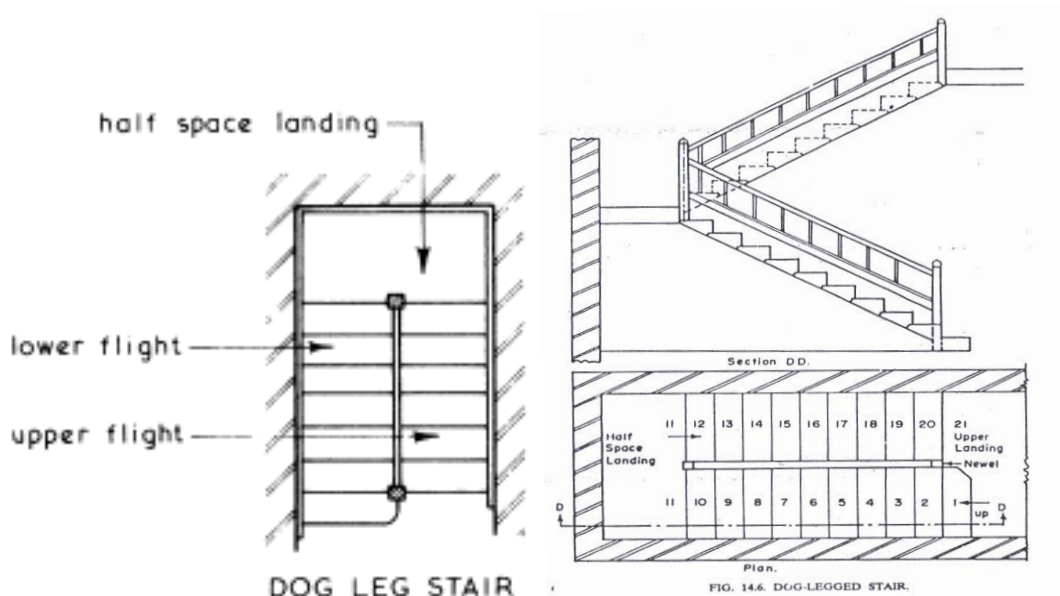 half space landing
lower flight
upper flight
DOG LEG STAIR
Section DD.
11 12 13 14 15 16 17 18 19 20 21
Half
Space
Landing
Upper
Landing
Newel
11 10 9 8 7 6 5 4 3 2 1
up
D D
Plan.
FIG. 14.6. DOG-LEGGED STAIR.